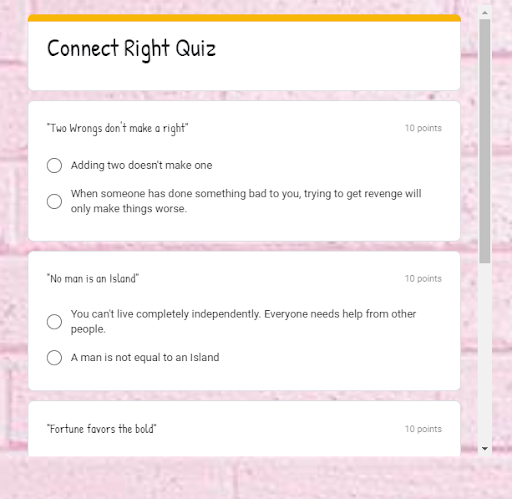 Connect Right Quiz
"Two Wrongs don't make a right"
10 points
Adding two doesn't make one
When someone has done something bad to you, trying to get revenge will
only make things worse.
"No man is an Island"
10 points
You can't live completely independently. Everyone needs help from other
people.
A man is not equal to an Island
"Fortune favors the bold"
10 points